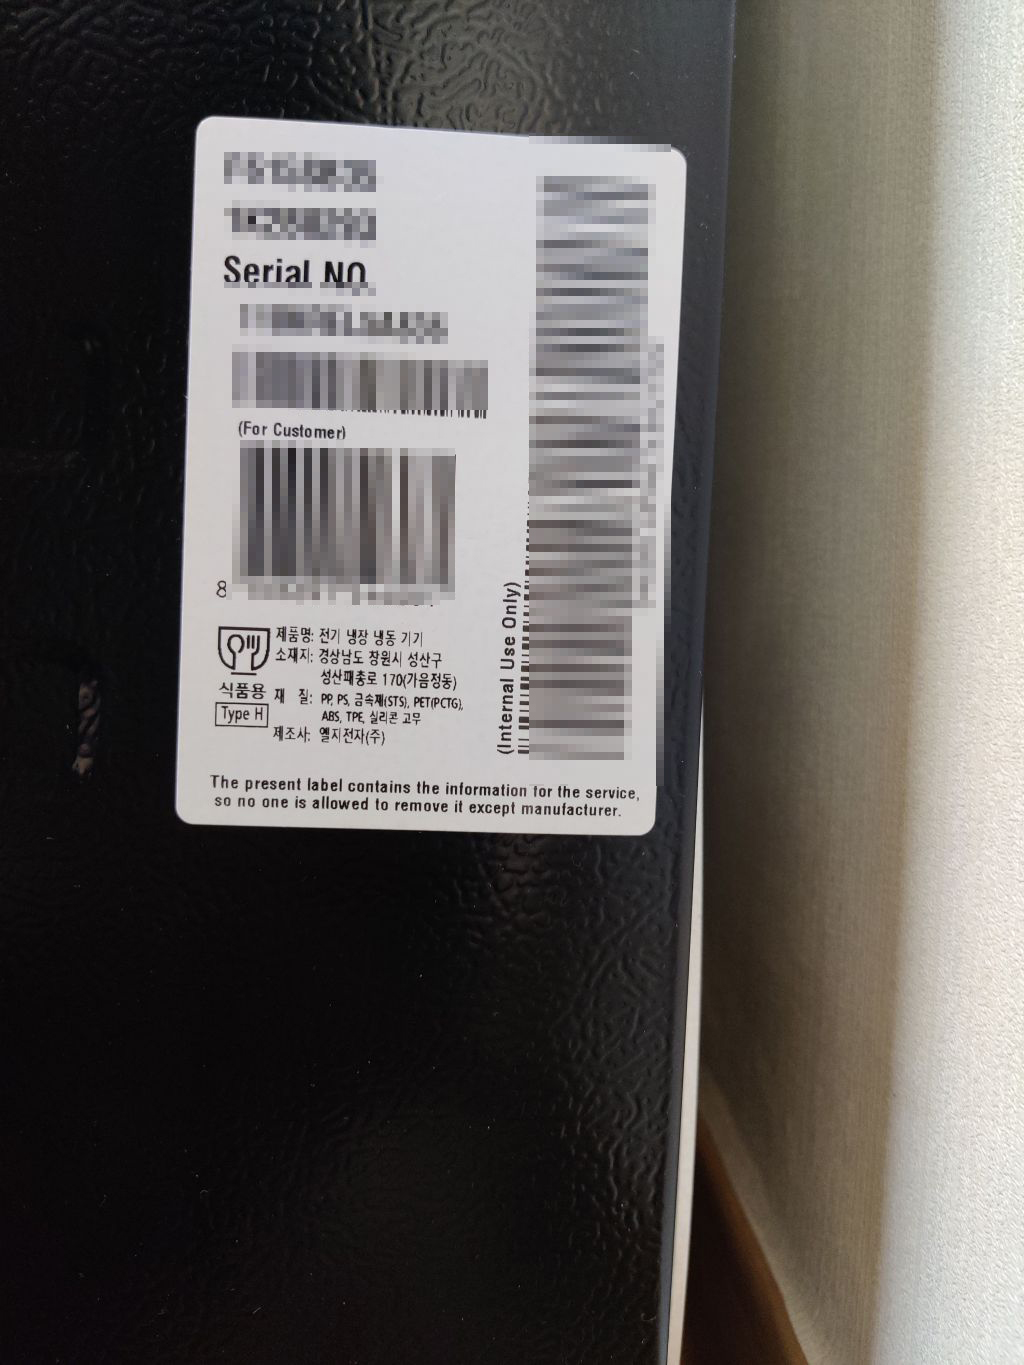 Serial NO.
(For Customer)
8
제품명: 전기 냉장 냉동 기기
소재지: 경상남도 창원시 성산구
성산패총로 170(가음정동)
식품용
Type H
재 질: PP, PS, 금속제(STS), PET(PCTG),
ABS, TPE, 실리콘 고무
제조사: 엘지전자(주)
(Internal Use Only)
The present label contains the information for the service,
so no one is allowed to remove it except manufacturer.